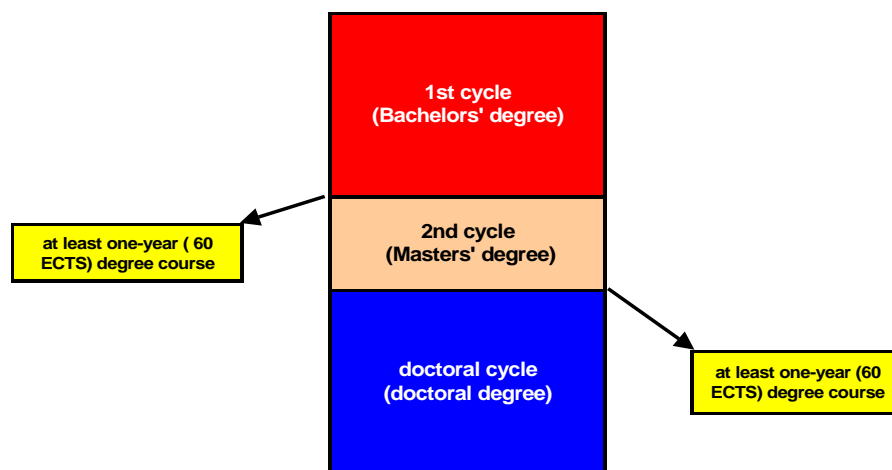 1st cycle
(Bachelors' degree)
at least one-year ( 60
ECTS) degree course
2nd cycle
(Masters' degree)
doctoral cycle
(doctoral degree)
at least one-year (60
ECTS) degree course